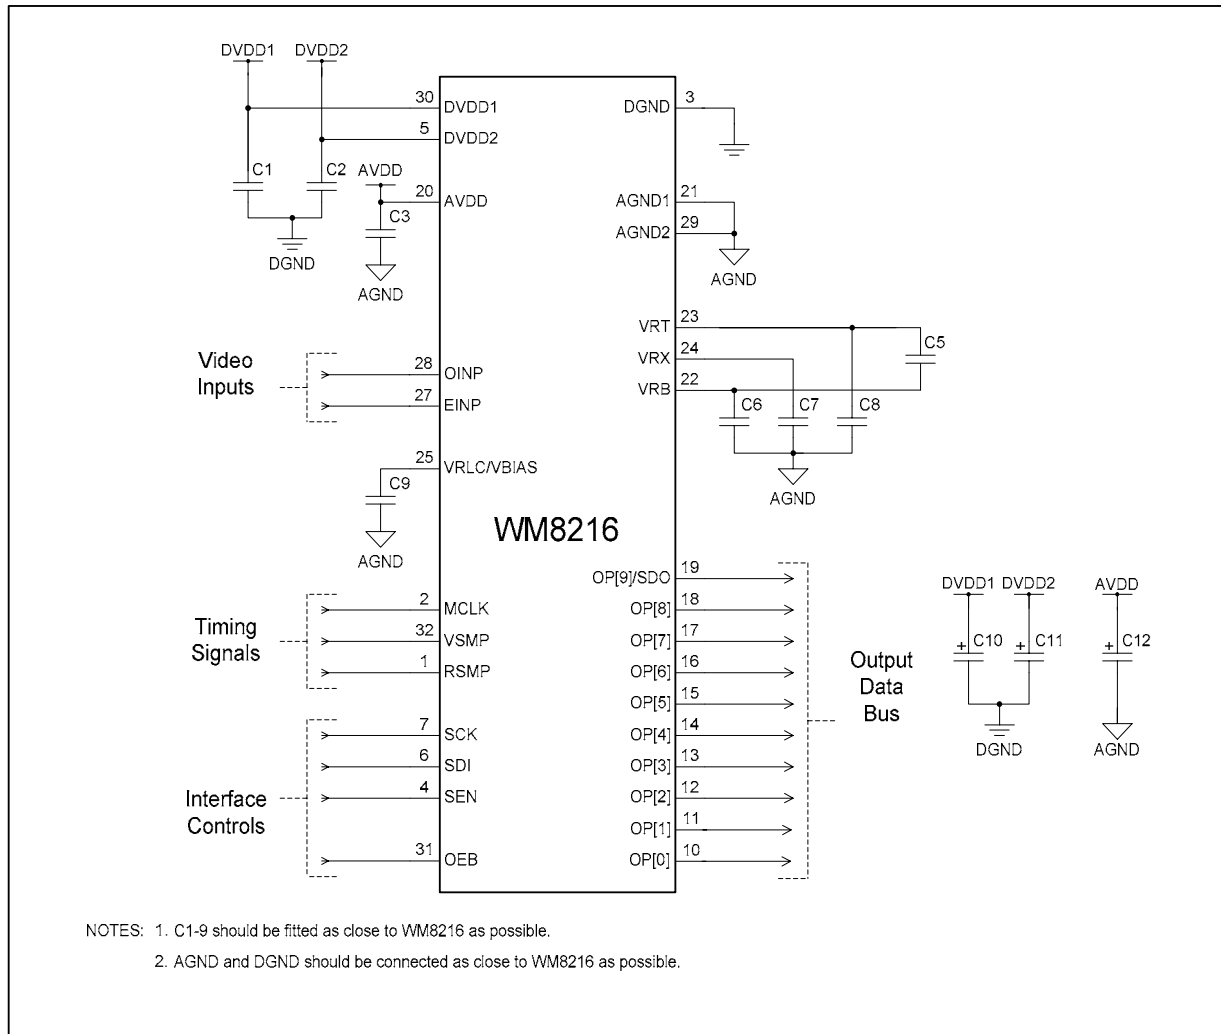 DVDD1 DVDD2
30 DVDD1
5 DVDD2
C1 C2
DGND
AVDD
20 AVDD
C3
AGND
DGND 3
AGND1 21
AGND2 29
AGND
VRT 23
VRX 24
VRB 22
C5
C6 C7 C8
AGND
Video
Inputs
28 OINP
27 EINP
25 VRLC/VBIAS
C9
AGND
WM8216
Timing
Signals
2 MCLK
32 VSMP
1 RSMP
Interface
Controls
7 SCK
6 SDI
4 SEN
31 OEB
OP[9]/SDO 19
OP[8] 18
OP[7] 17
OP[6] 16
OP[5] 15
OP[4] 14
OP[3] 13
OP[2] 12
OP[1] 11
OP[0] 10
Output
Data
Bus
DVDD1 DVDD2 AVDD
+ C10 + C11 + C12
DGND AGND
NOTES: 1. C1-9 should be fitted as close to WM8216 as possible.
2. AGND and DGND should be connected as close to WM8216 as possible.